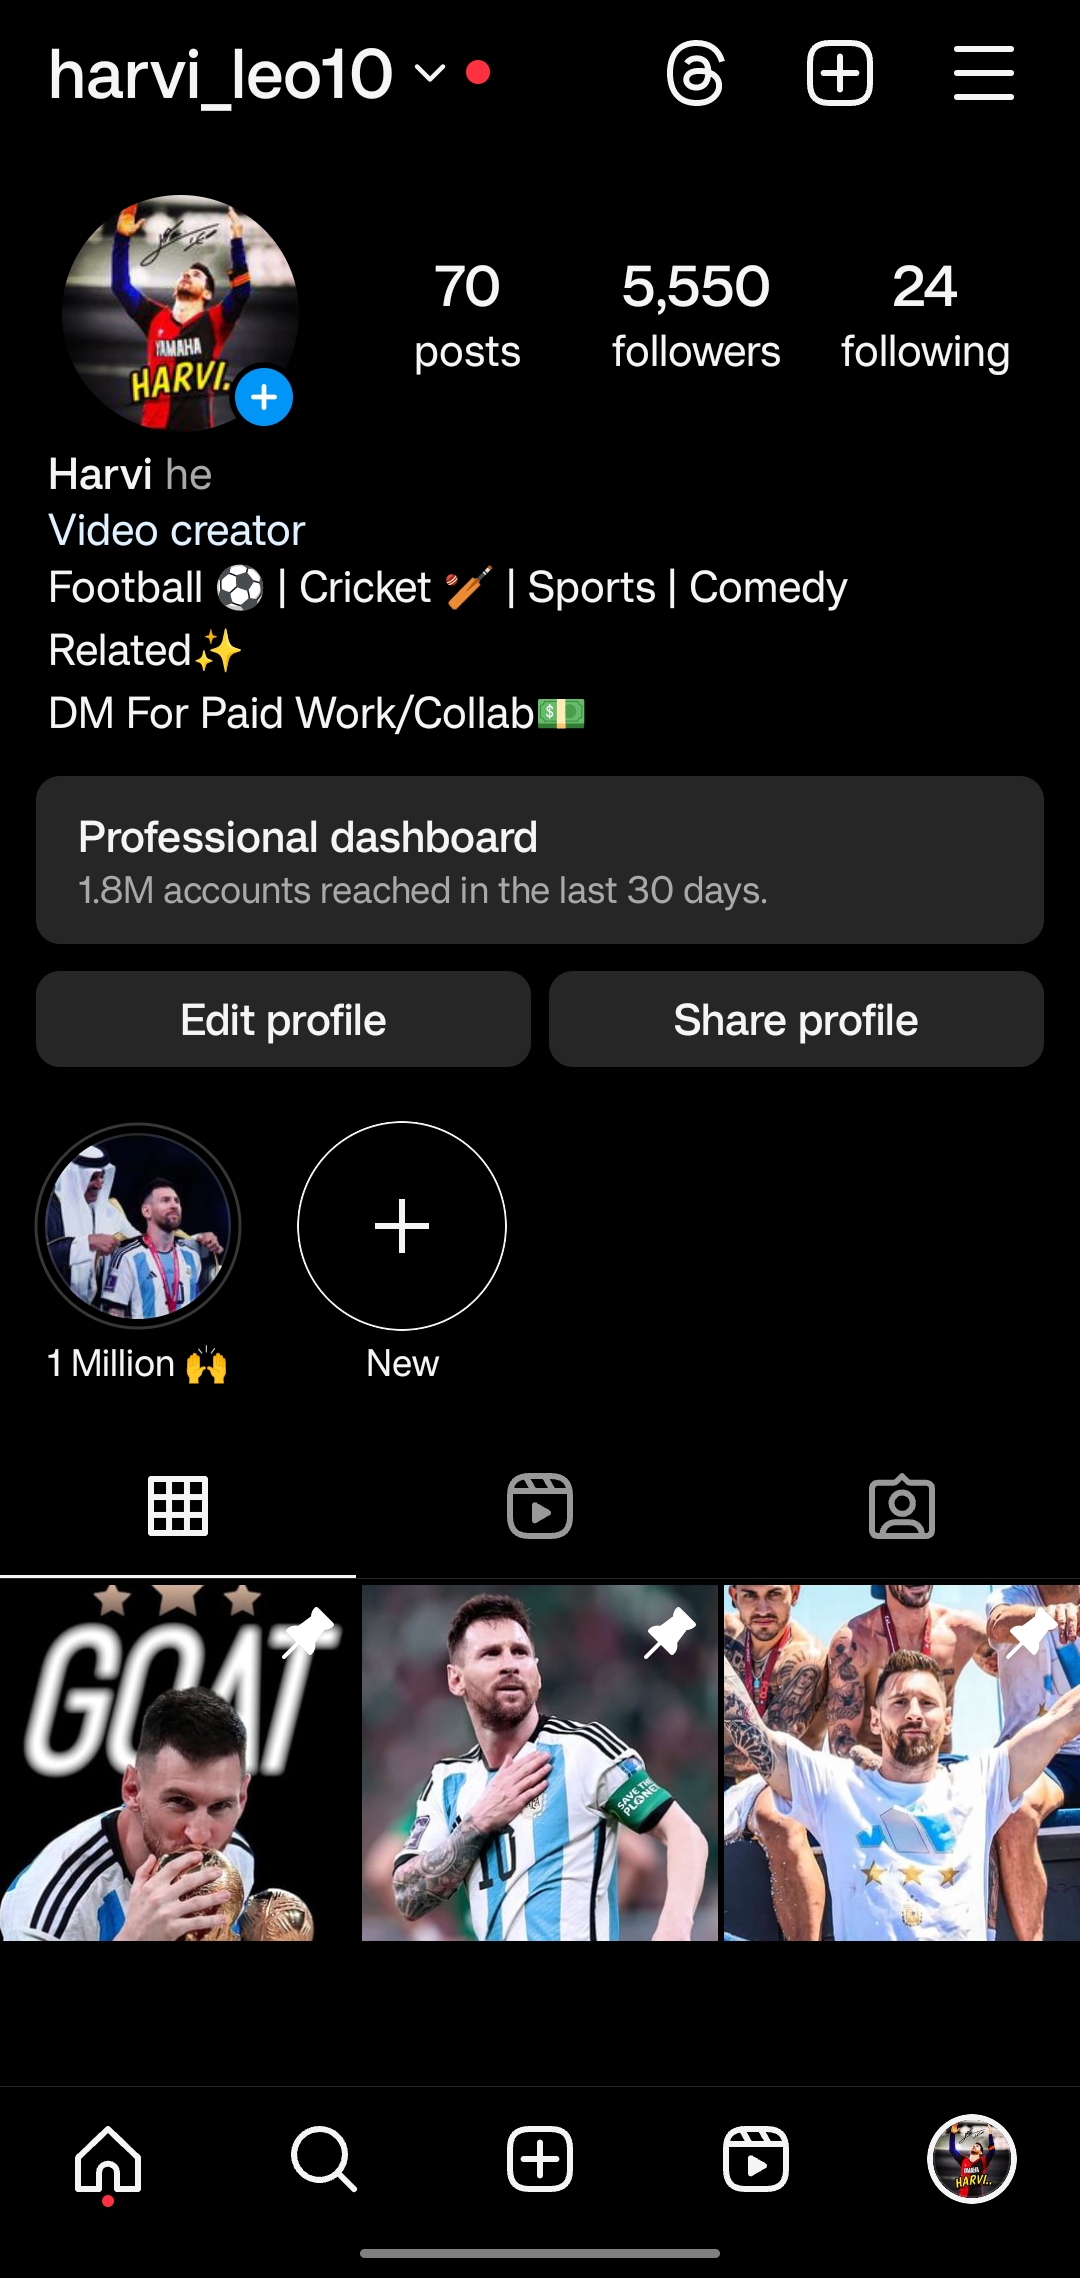 harvi_leo10
YAMAHA
HARVI.
70 5,550 24
posts followers following
Harvi he
Video creator
Football ⚽ | Cricket 🏏 | Sports | Comedy
Related✨
DM For Paid Work/Collab💵
Professional dashboard
1.8M accounts reached in the last 30 days.
Edit profile Share profile
1 Million 🙌 New
GOAT
SAVE THE
PLANET
10
YAMAHA
HARVI..